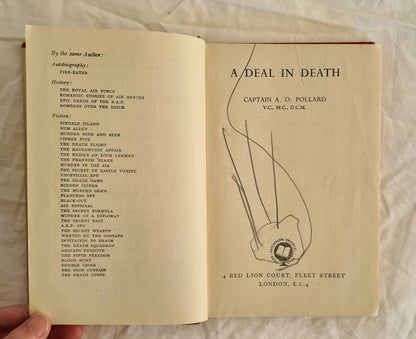 By the same Author:
Autobiography:
FIRE-EATER
History:
THE ROYAL AIR FORCE
ROMANTIC STORIES OF AIR HEROES
EPIC DEEDS OF THE R.A.F.
BOMBERS OVER THE REICH
Fiction:
PIRDALE ISLAND
RUM ALLEY
MURDER HIDE AND SEEK
CIPHER FIVE
THE DEATH FLIGHT
THE HAVENHURST AFFAIR
THE RIDDLE OF LOCH LEMMAN
THE PHANTOM 'PLANE
MURDER IN THE AIR
THE SECRET OF CASTLE VOXZEL
UNOFFICIAL SPY
THE DEATH GAME
HIDDEN CIPHER
THE MURDER GERM
FLANDERS SPY
BLACK-OUT
AIR REPRISAL
THE SECRET FORMULA
MURDER OF A DIPLOMAT
THE SECRET PACT
A.R.P. SPY
THE SECRET WEAPON
WANTED BY THE GESTAPO
INVITATION TO DEATH
THE DEATH SQUADRON
GESTAPO FUGITIVE
THE FIFTH FREEDOM
BLOOD HUNT
DOUBLE CROSS
THE IRON CURTAIN
THE DEATH CURSE
A DEAL IN DEATH
CAPTAIN A. O. POLLARD
V.C., M.C., D.C.M.
4 RED LION COURT, FLEET STREET
LONDON, E.C.4